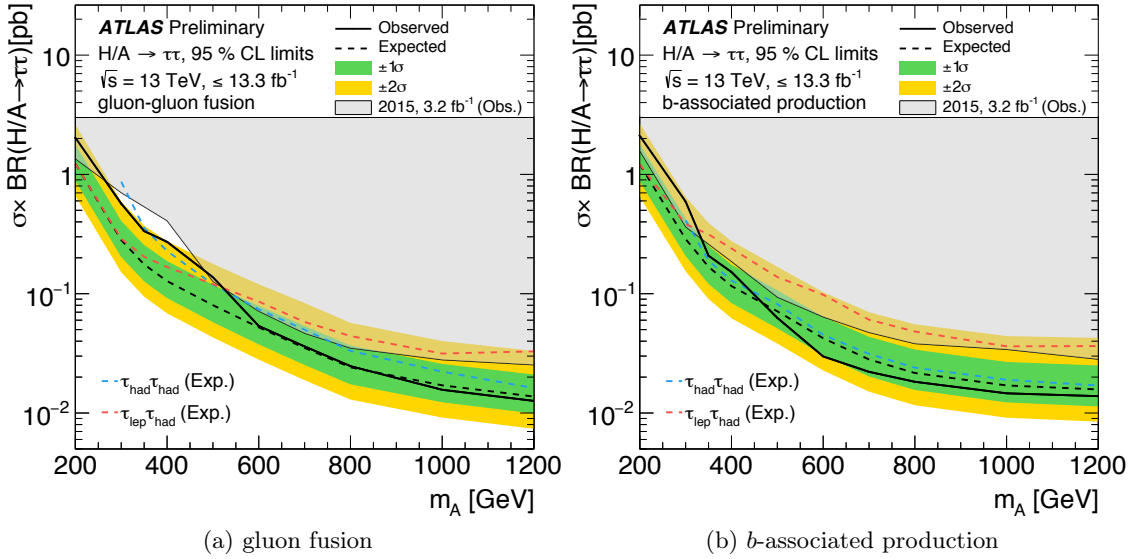 σ× BR(H/A→ττ) [pb]
10
1
10⁻¹
10⁻²
ATLAS Preliminary
H/A → ττ, 95 % CL limits
√s = 13 TeV, ≤ 13.3 fb⁻¹
gluon-gluon fusion
Observed
Expected
±1σ
±2σ
2015, 3.2 fb⁻¹ (Obs.)
τhadτhad (Exp.)
τlepτhad (Exp.)
200 400 600 800 1000 1200
mA [GeV]
(a) gluon fusion
σ× BR(H/A→ττ) [pb]
10
1
10⁻¹
10⁻²
ATLAS Preliminary
H/A → ττ, 95 % CL limits
√s = 13 TeV, ≤ 13.3 fb⁻¹
b-associated production
Observed
Expected
±1σ
±2σ
2015, 3.2 fb⁻¹ (Obs.)
τhadτhad (Exp.)
τlepτhad (Exp.)
200 400 600 800 1000 1200
mA [GeV]
(b) b-associated production